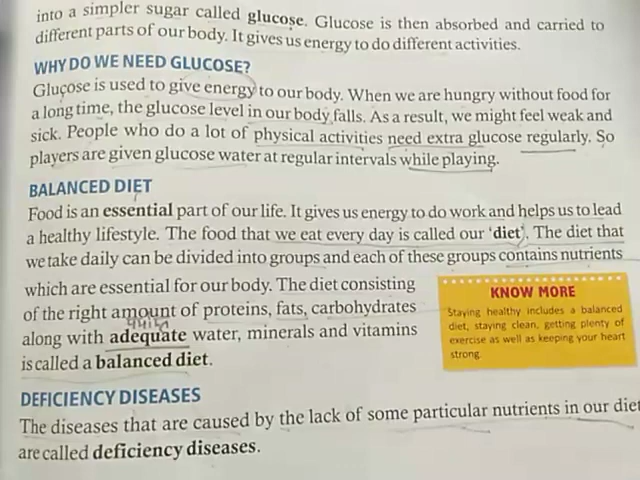 into a simpler sugar called glucose. Glucose is then absorbed and carried to
different parts of our body. It gives us energy to do different activities.
WHY DO WE NEED GLUCOSE?
Glucose is used to give energy to our body. When we are hungry without food for
a long time, the glucose level in our body falls. As a result, we might feel weak and
sick. People who do a lot of physical activities need extra glucose regularly. So
players are given glucose water at regular intervals while playing.
BALANCED DIET
Food is an essential part of our life. It gives us energy to do work and helps us to lead
a healthy lifestyle. The food that we eat every day is called our 'diet'. The diet that
we take daily can be divided into groups and each of these groups contains nutrients
which are essential for our body. The diet consisting
of the right amount of proteins, fats, carbohydrates
along with adequate water, minerals and vitamins
is called a balanced diet.
KNOW MORE
Staying healthy includes a balanced
diet, staying clean, getting plenty of
exercise as well as keeping your heart
strong.
DEFICIENCY DISEASES
The diseases that are caused by the lack of some particular nutrients in our diet
are called deficiency diseases.